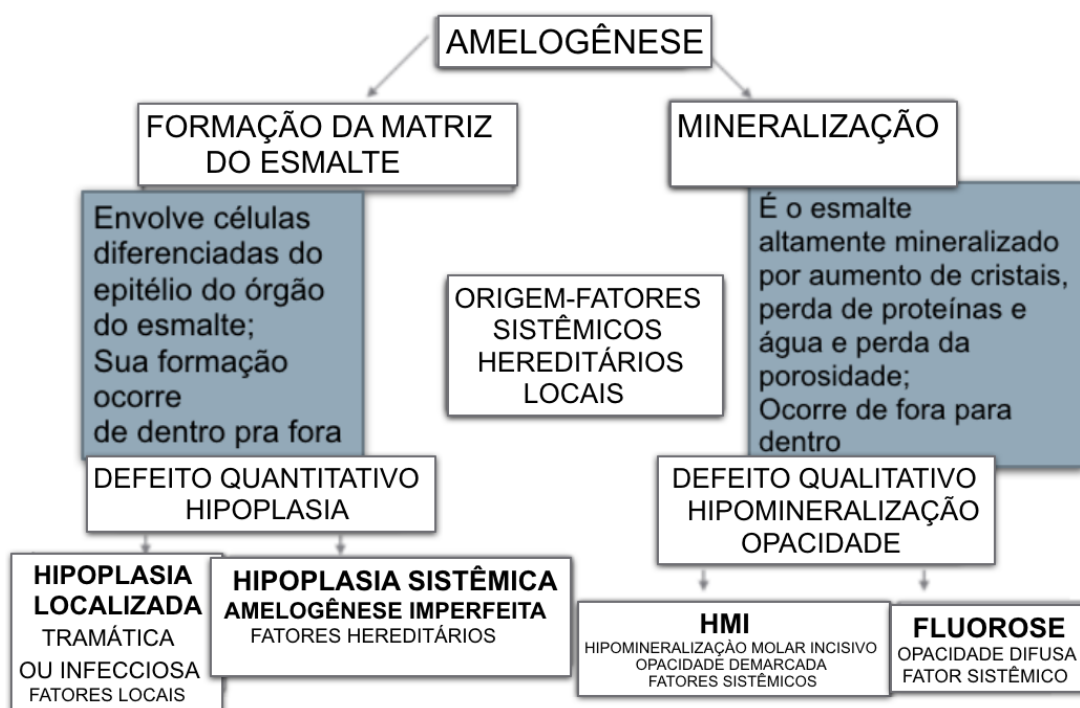 AMELOGÊNESE
FORMAÇÃO DA MATRIZ
DO ESMALTE
Envolve células
diferenciadas do
epitélio do órgão
do esmalte;
Sua formação
ocorre
de dentro pra fora
DEFEITO QUANTITATIVO
HIPOPLASIA
HIPOPLASIA
LOCALIZADA
TRAMÁTICA
OU INFECCIOSA
FATORES LOCAIS
HIPOPLASIA SISTÊMICA
AMELOGÊNESE IMPERFEITA
FATORES HEREDITÁRIOS
ORIGEM-FATORES
SISTÊMICOS
HEREDITÁRIOS
LOCAIS
MINERALIZAÇÃO
É o esmalte
altamente mineralizado
por aumento de cristais,
perda de proteínas e
água e perda da
porosidade;
Ocorre de fora para
dentro
DEFEITO QUALITATIVO
HIPOMINERALIZAÇÃO
OPACIDADE
HMI
HIPOMINERALIZAÇÀO MOLAR INCISIVO
OPACIDADE DEMARCADA
FATORES SISTÊMICOS
FLUOROSE
OPACIDADE DIFUSA
FATOR SISTÊMICO